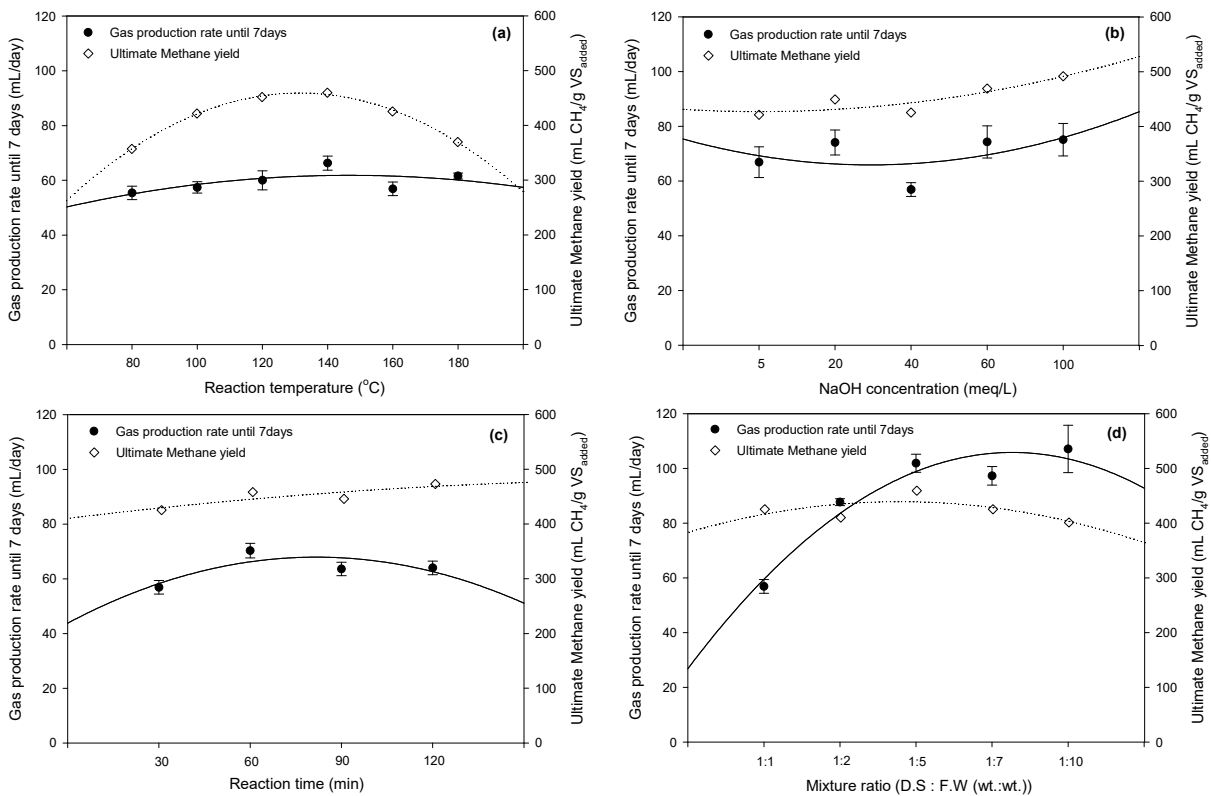 (a)
Gas production rate until 7days
Ultimate Methane yield
Gas production rate until 7 days (mL/day)
120
100
80
60
40
20
0
Ultimate Methane yield (mL CH4/g VSadded)
600
500
400
300
200
100
0
80 100 120 140 160 180
Reaction temperature (°C)
(b)
Gas production rate until 7days
Ultimate Methane yield
Gas production rate until 7 days (mL/day)
120
100
80
60
40
20
0
Ultimate Methane yield (mL CH4/g VSadded)
600
500
400
300
200
100
0
5 20 40 60 100
NaOH concentration (meq/L)
(c)
Gas production rate until 7days
Ultimate Methane yield
Gas production rate until 7 days (mL/day)
120
100
80
60
40
20
0
Ultimate Methane yield (mL CH4/g VSadded)
600
500
400
300
200
100
0
30 60 90 120
Reaction time (min)
(d)
Gas production rate until 7days
Ultimate Methane yield
Gas production rate until 7 days (mL/day)
120
100
80
60
40
20
0
Ultimate Methane yield (mL CH4/g VSadded)
600
500
400
300
200
100
0
1:1 1:2 1:5 1:7 1:10
Mixture ratio (D.S : F.W (wt.:wt.))